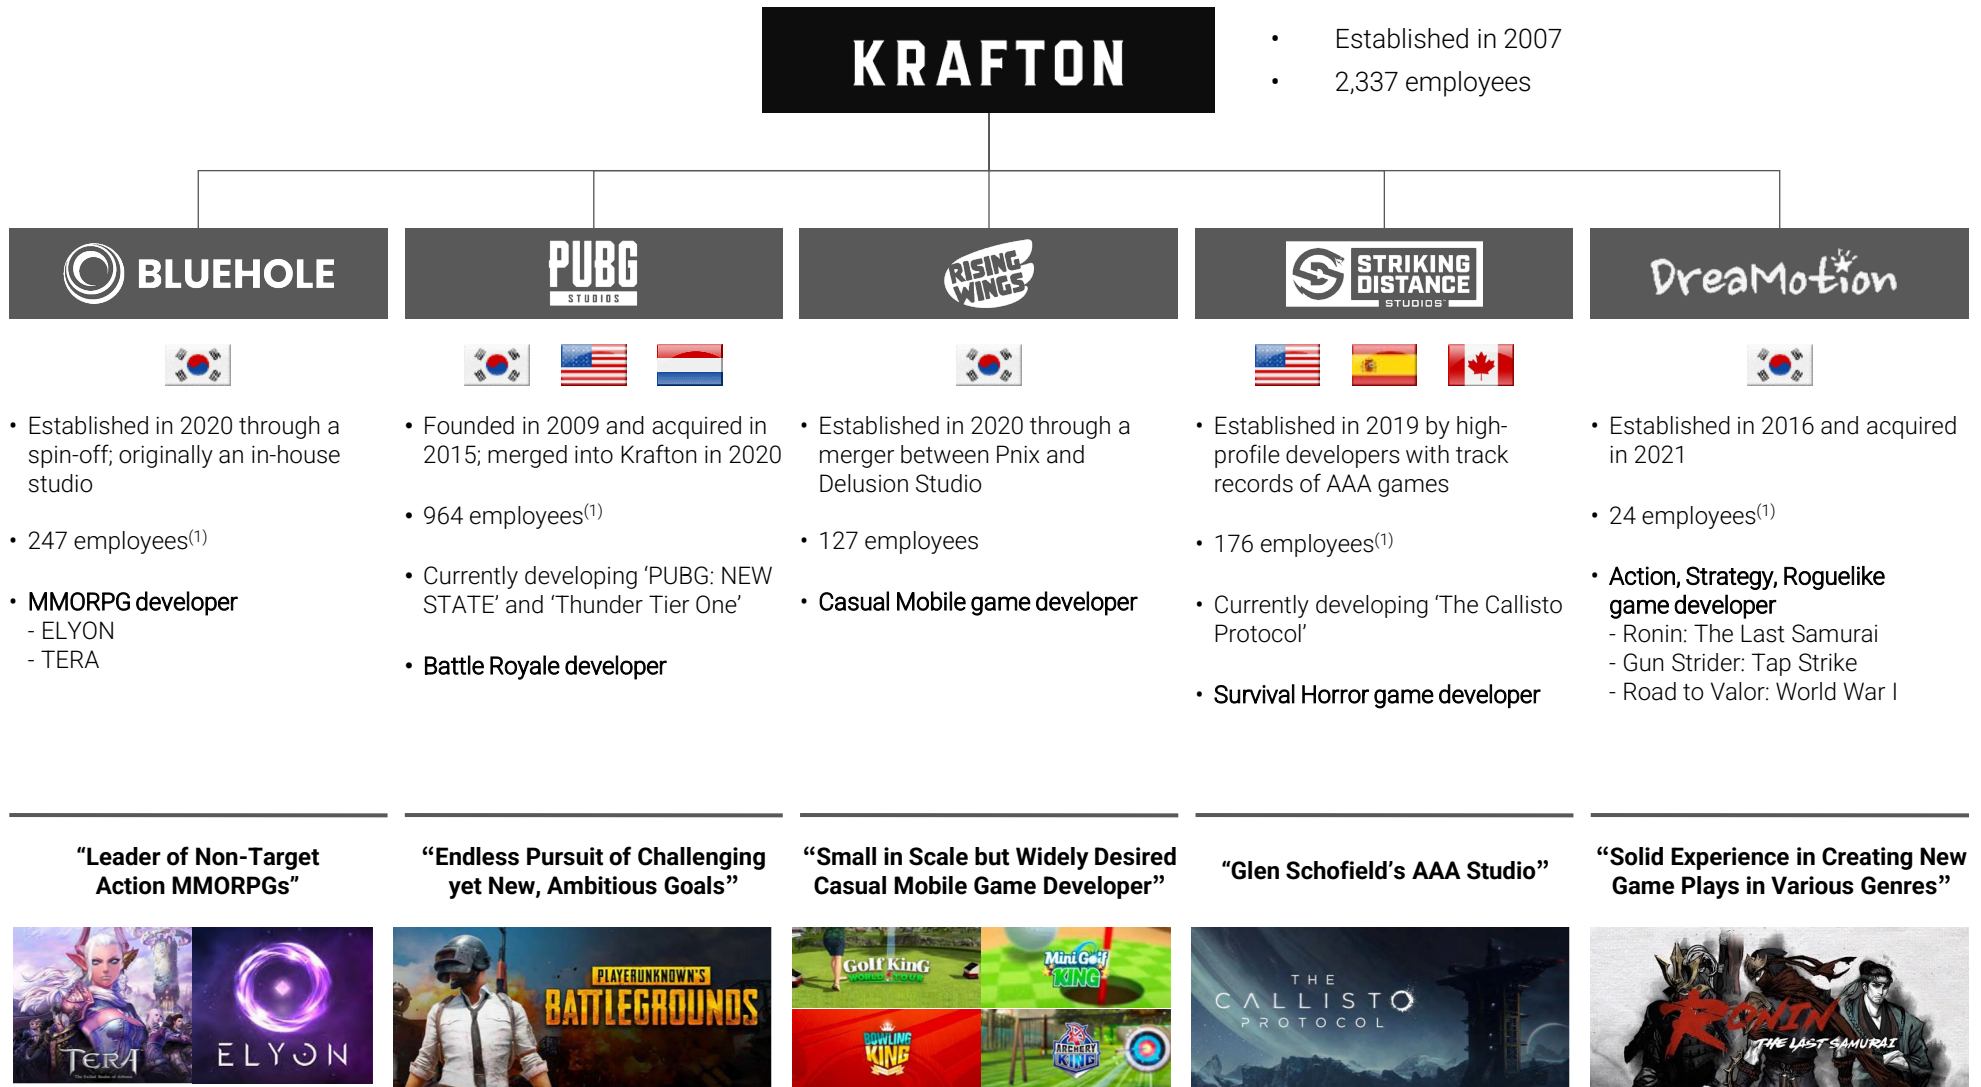 KRAFTON
• Established in 2007
• 2,337 employees
BLUEHOLE
• Established in 2020 through a
spin-off; originally an in-house
studio
• 247 employees(1)
• MMORPG developer
- ELYON
- TERA
“Leader of Non-Target
Action MMORPGs”
TERA
ELYON
PUBG
STUDIOS
• Founded in 2009 and acquired in
2015; merged into Krafton in 2020
• 964 employees(1)
• Currently developing ‘PUBG: NEW
STATE’ and ‘Thunder Tier One’
• Battle Royale developer
“Endless Pursuit of Challenging
yet New, Ambitious Goals”
PLAYERUNKNOWN'S
BATTLEGROUNDS
RISING
WINGS
• Established in 2020 through a
merger between Pnix and
Delusion Studio
• 127 employees
• Casual Mobile game developer
“Small in Scale but Widely Desired
Casual Mobile Game Developer”
Golf KinG
WORLD TOUR
Mini Golf
KING
BOWLING
KING
ARCHERY
KING
STRIKING
DISTANCE
STUDIOS
• Established in 2019 by high-
profile developers with track
records of AAA games
• 176 employees(1)
• Currently developing ‘The Callisto
Protocol’
• Survival Horror game developer
“Glen Schofield’s AAA Studio”
THE
CALLISTO
PROTOCOL
DreaMotion
• Established in 2016 and acquired
in 2021
• 24 employees(1)
• Action, Strategy, Roguelike
game developer
- Ronin: The Last Samurai
- Gun Strider: Tap Strike
- Road to Valor: World War I
“Solid Experience in Creating New
Game Plays in Various Genres”
RONIN
THE LAST SAMURAI